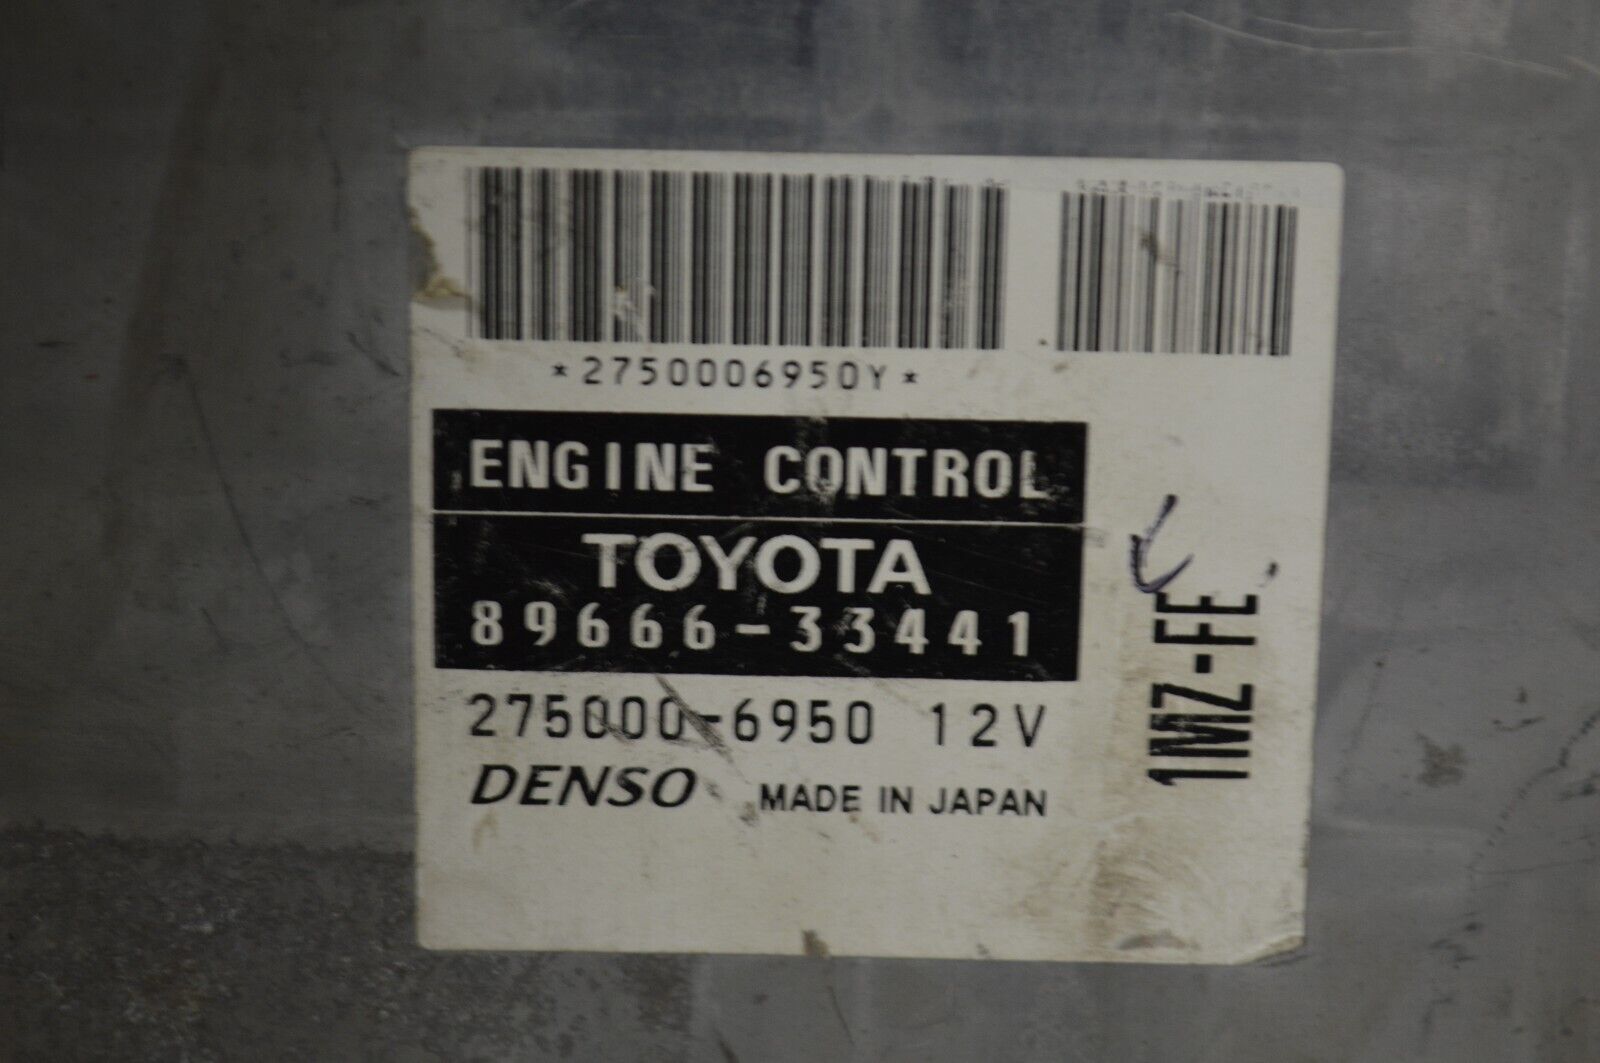 *2750006950Y*
ENGINE CONTROL
TOYOTA
89666-33441
275000-6950 12V
DENSO MADE IN JAPAN
1MZ-FE